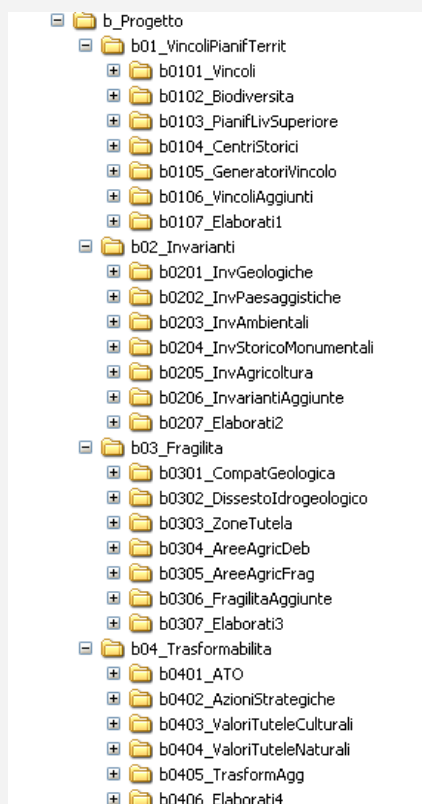 b_Progetto
b01_VincoliPianifTerrit
b0101_Vincoli
b0102_Biodiversita
b0103_PianifLivSuperiore
b0104_CentriStorici
b0105_GeneratoriVincolo
b0106_VincoliAggiunti
b0107_Elaborati1
b02_Invarianti
b0201_InvGeologiche
b0202_InvPaesaggistiche
b0203_InvAmbientali
b0204_InvStoricoMonumentali
b0205_InvAgricoltura
b0206_InvariantiAggiunte
b0207_Elaborati2
b03_Fragilita
b0301_CompatGeologica
b0302_DissestoIdrogeologico
b0303_ZoneTutela
b0304_AreeAgricDeb
b0305_AreeAgricFrag
b0306_FragilitaAggiunte
b0307_Elaborati3
b04_Trasformabilita
b0401_ATO
b0402_AzioniStrategiche
b0403_ValoriTuteleCulturali
b0404_ValoriTuteleNaturali
b0405_TrasformAgg
b0406_Elaborati4